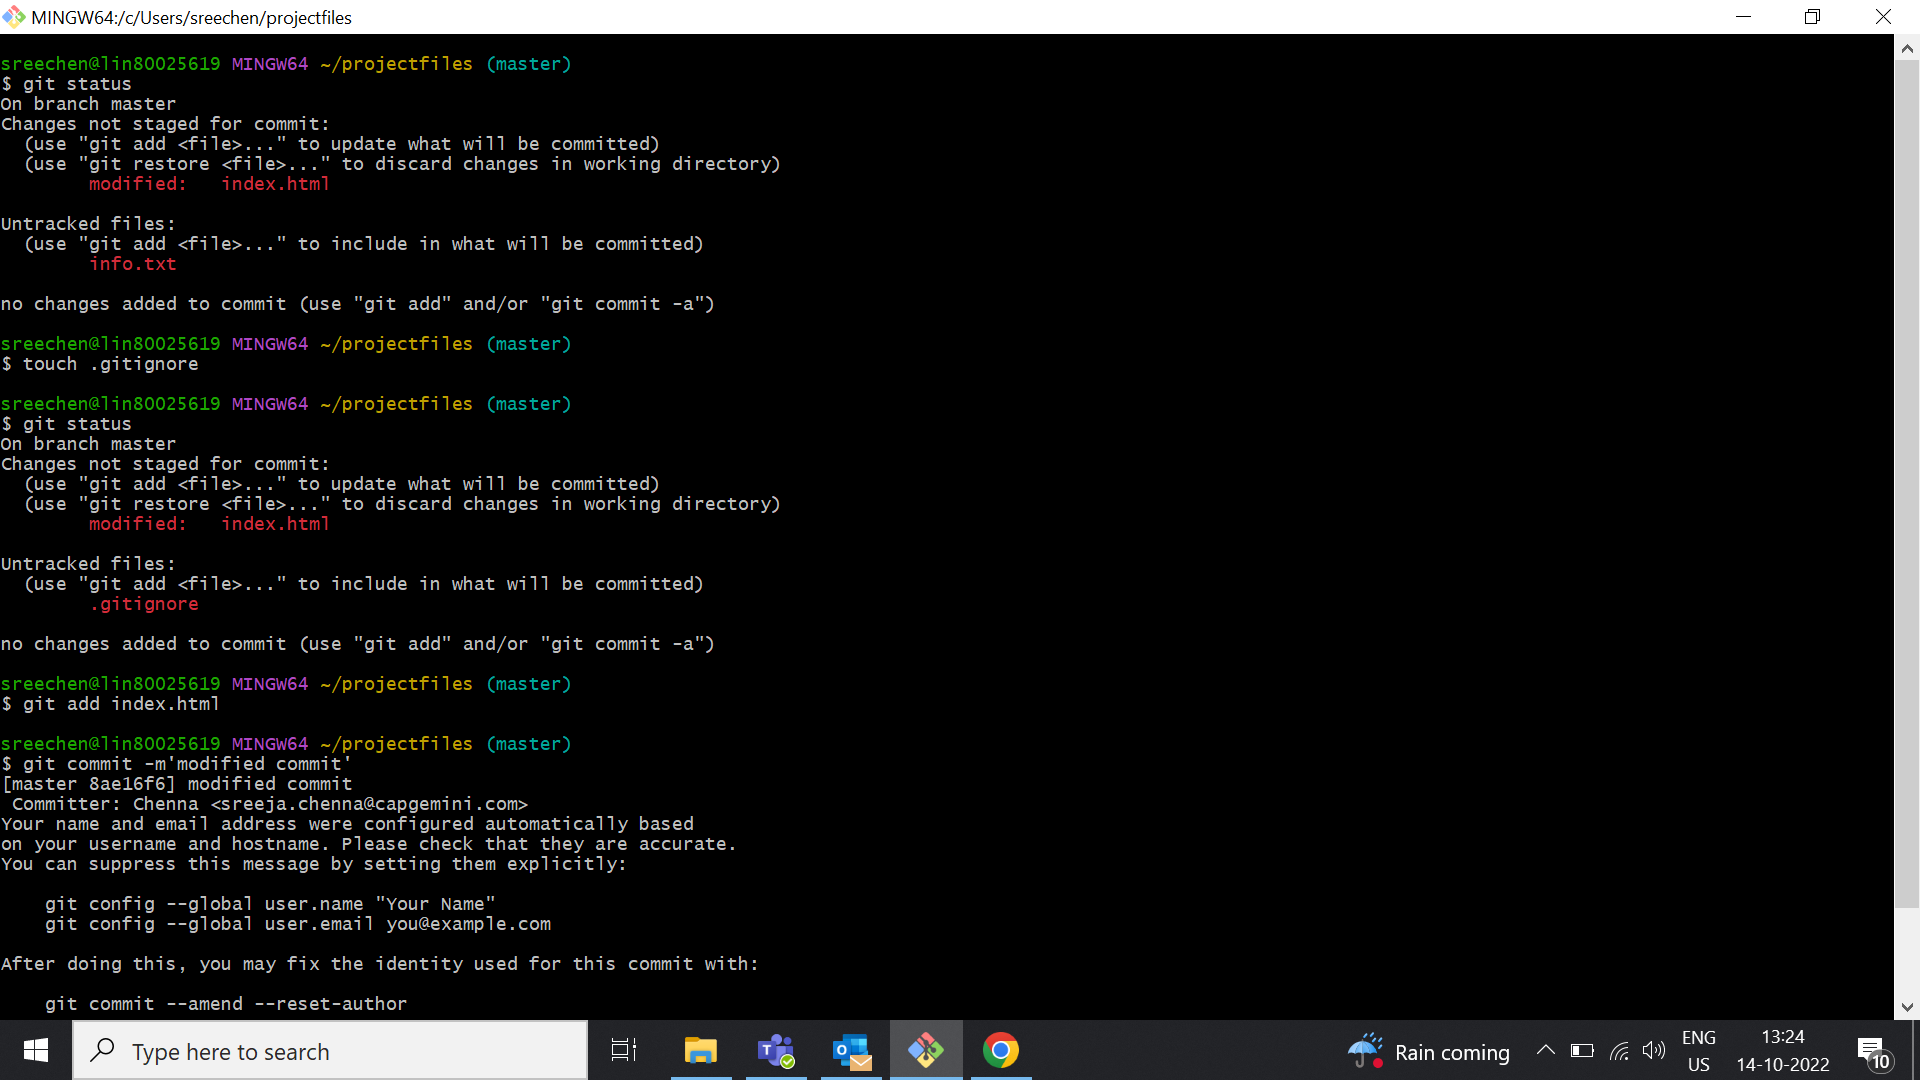 MINGW64:/c/Users/sreechen/projectfiles
sreechen@lin80025619 MINGW64 ~/projectfiles (master)
$ git status
On branch master
Changes not staged for commit:
  (use "git add <file>..." to update what will be committed)
  (use "git restore <file>..." to discard changes in working directory)
        modified:   index.html

Untracked files:
  (use "git add <file>..." to include in what will be committed)
        info.txt

no changes added to commit (use "git add" and/or "git commit -a")

sreechen@lin80025619 MINGW64 ~/projectfiles (master)
$ touch .gitignore

sreechen@lin80025619 MINGW64 ~/projectfiles (master)
$ git status
On branch master
Changes not staged for commit:
  (use "git add <file>..." to update what will be committed)
  (use "git restore <file>..." to discard changes in working directory)
        modified:   index.html

Untracked files:
  (use "git add <file>..." to include in what will be committed)
        .gitignore

no changes added to commit (use "git add" and/or "git commit -a")

sreechen@lin80025619 MINGW64 ~/projectfiles (master)
$ git add index.html

sreechen@lin80025619 MINGW64 ~/projectfiles (master)
$ git commit -m'modified commit'
[master 8ae16f6] modified commit
 Committer: Chenna <sreeja.chenna@capgemini.com>
Your name and email address were configured automatically based
on your username and hostname. Please check that they are accurate.
You can suppress this message by setting them explicitly:

    git config --global user.name "Your Name"
    git config --global user.email you@example.com

After doing this, you may fix the identity used for this commit with:

    git commit --amend --reset-author
Type here to search
Rain coming
ENG
US
13:24
14-10-2022
10